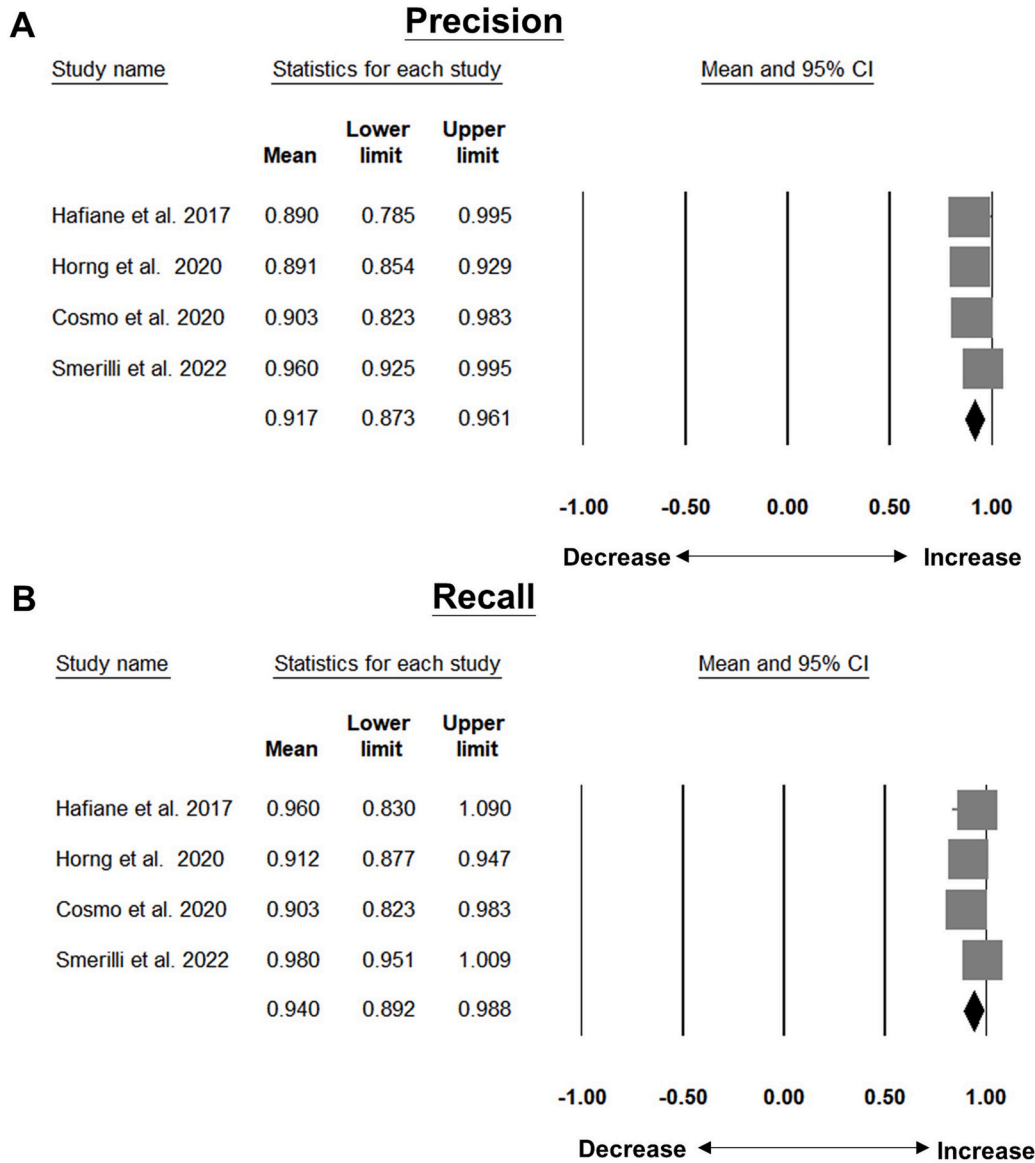 A
Precision
Study name Statistics for each study Mean and 95% CI
Lower Upper
Mean limit limit
Hafiane et al. 2017 0.890 0.785 0.995
Horng et al. 2020 0.891 0.854 0.929
Cosmo et al. 2020 0.903 0.823 0.983
Smerilli et al. 2022 0.960 0.925 0.995
0.917 0.873 0.961
-1.00 -0.50 0.00 0.50 1.00
Decrease Increase
B
Recall
Study name Statistics for each study Mean and 95% CI
Lower Upper
Mean limit limit
Hafiane et al. 2017 0.960 0.830 1.090
Horng et al. 2020 0.912 0.877 0.947
Cosmo et al. 2020 0.903 0.823 0.983
Smerilli et al. 2022 0.980 0.951 1.009
0.940 0.892 0.988
-1.00 -0.50 0.00 0.50 1.00
Decrease Increase